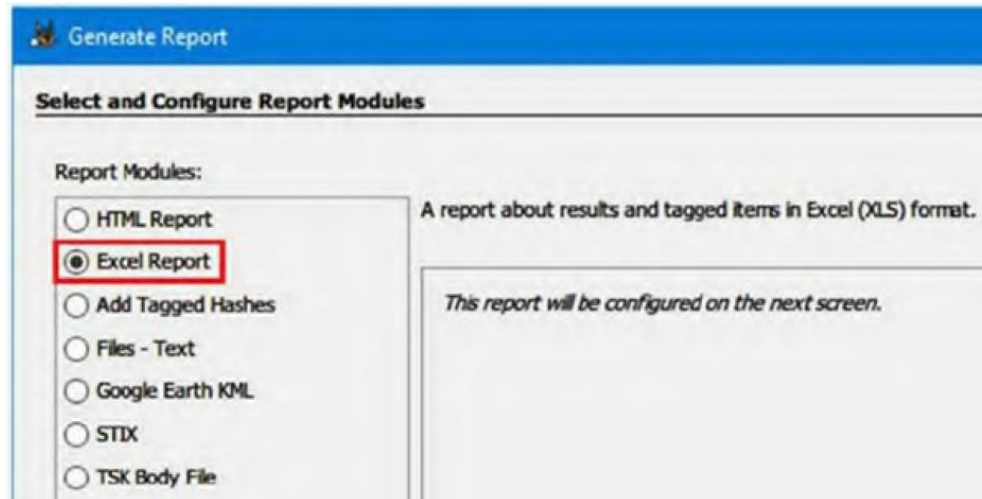 Generate Report
Select and Configure Report Modules
Report Modules:
HTML Report
A report about results and tagged items in Excel (XLS) format.
Excel Report
This report will be configured on the next screen.
Add Tagged Hashes
Files - Text
Google Earth KML
STIX
TSK Body File